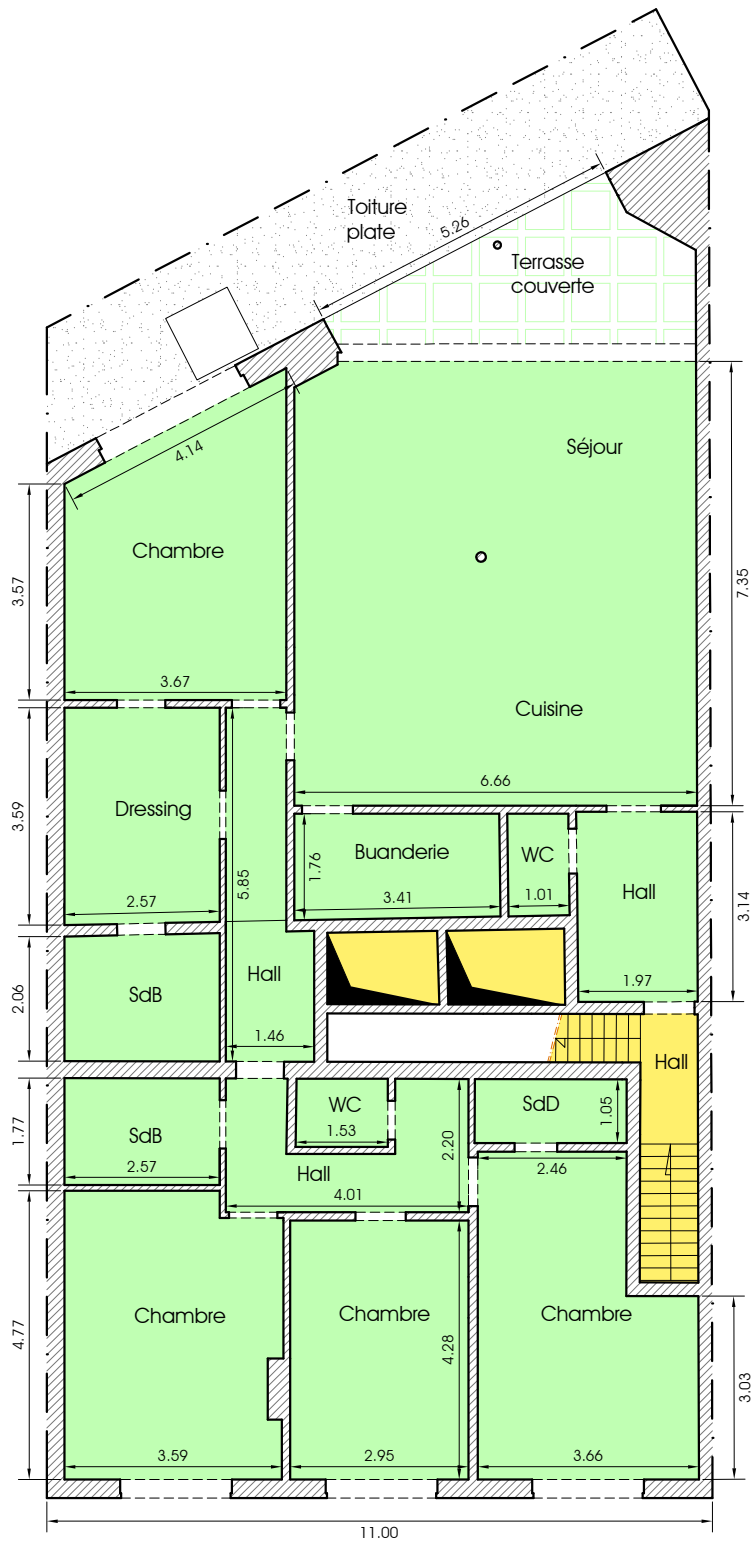 Toiture
plate
5.26
Terrasse
couverte
4.14
Séjour
Chambre
3.57
7.35
3.67
Cuisine
6.66
Dressing
3.59
2.57
5.85
Buanderie
1.76
3.41
WC
1.01
Hall
3.14
1.97
SdB
2.06
Hall
1.46
Hall
SdB
1.77
2.57
WC
1.53
2.20
SdD
1.05
2.46
Hall
4.01
Chambre
4.77
3.59
Chambre
4.28
2.95
Chambre
3.03
3.66
11.00